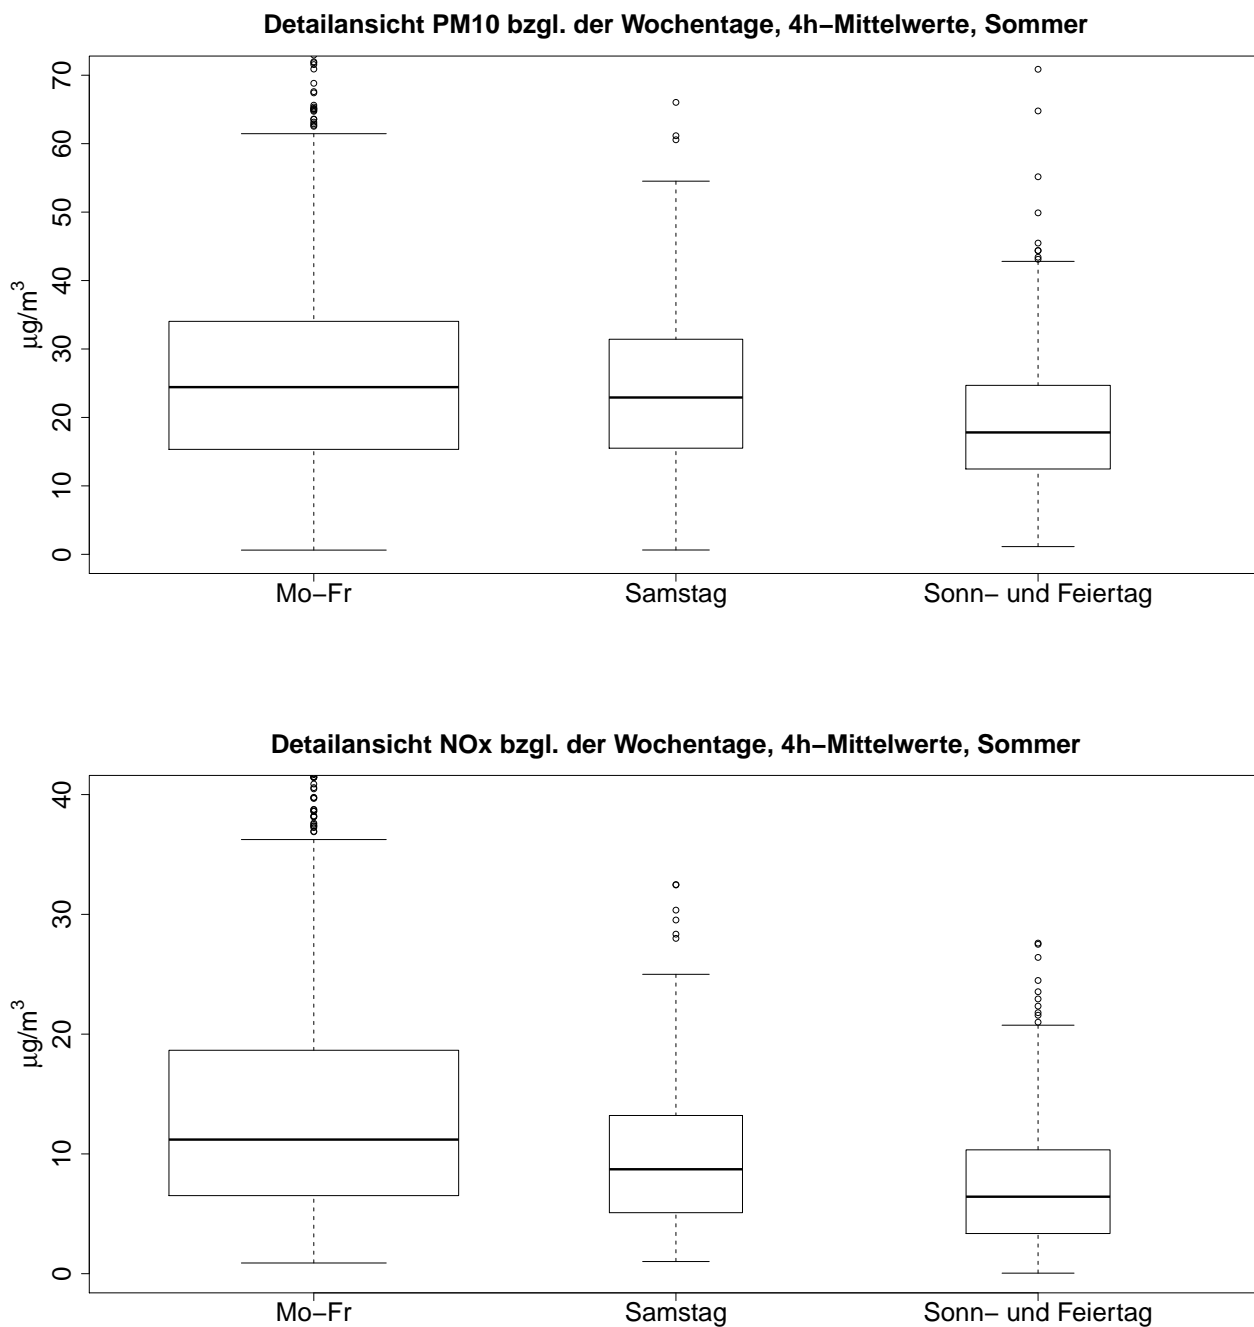 Detailansicht PM10 bzgl. der Wochentage, 4h−Mittelwerte, Sommer
70
60
50
40
30
20
10
0
µg/m³
Mo−Fr Samstag Sonn− und Feiertag
Detailansicht NOx bzgl. der Wochentage, 4h−Mittelwerte, Sommer
40
30
20
10
0
µg/m³
Mo−Fr Samstag Sonn− und Feiertag